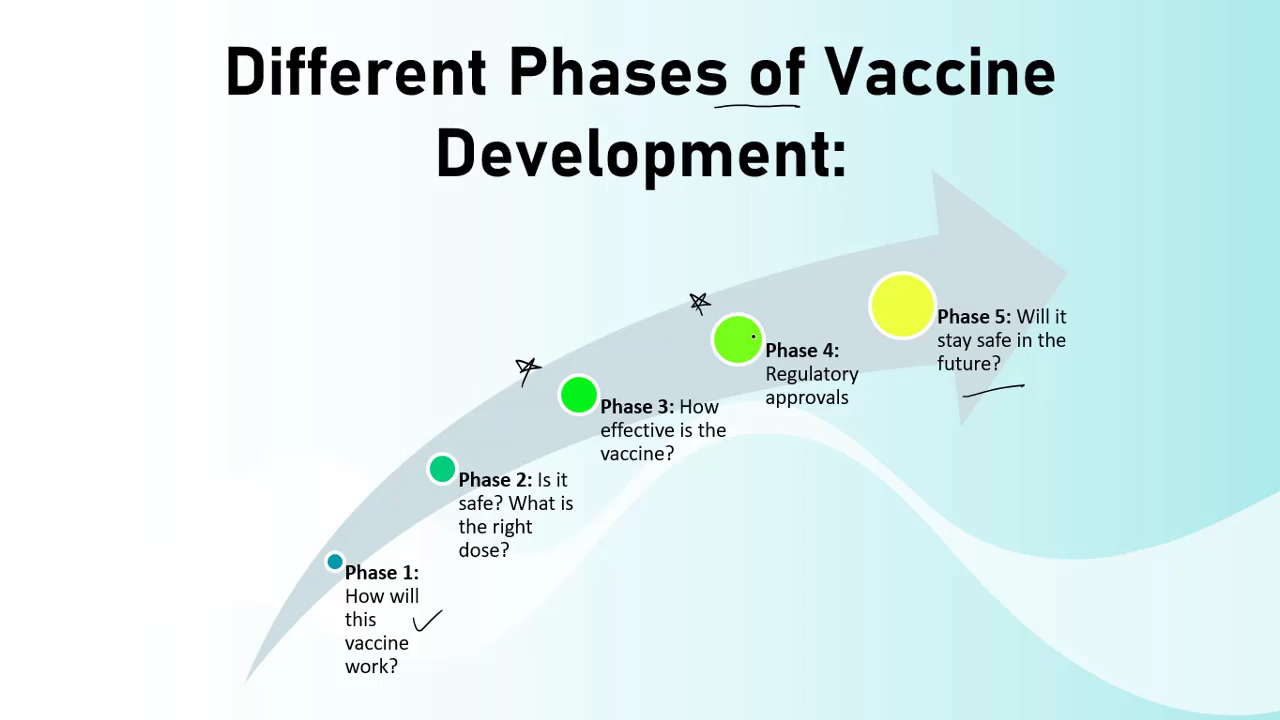 Different Phases of Vaccine
Development:
Phase 1:
How will
this
vaccine
work?
Phase 2: Is it
safe? What is
the right
dose?
Phase 3: How
effective is the
vaccine?
Phase 4:
Regulatory
approvals
Phase 5: Will it
stay safe in the
future?